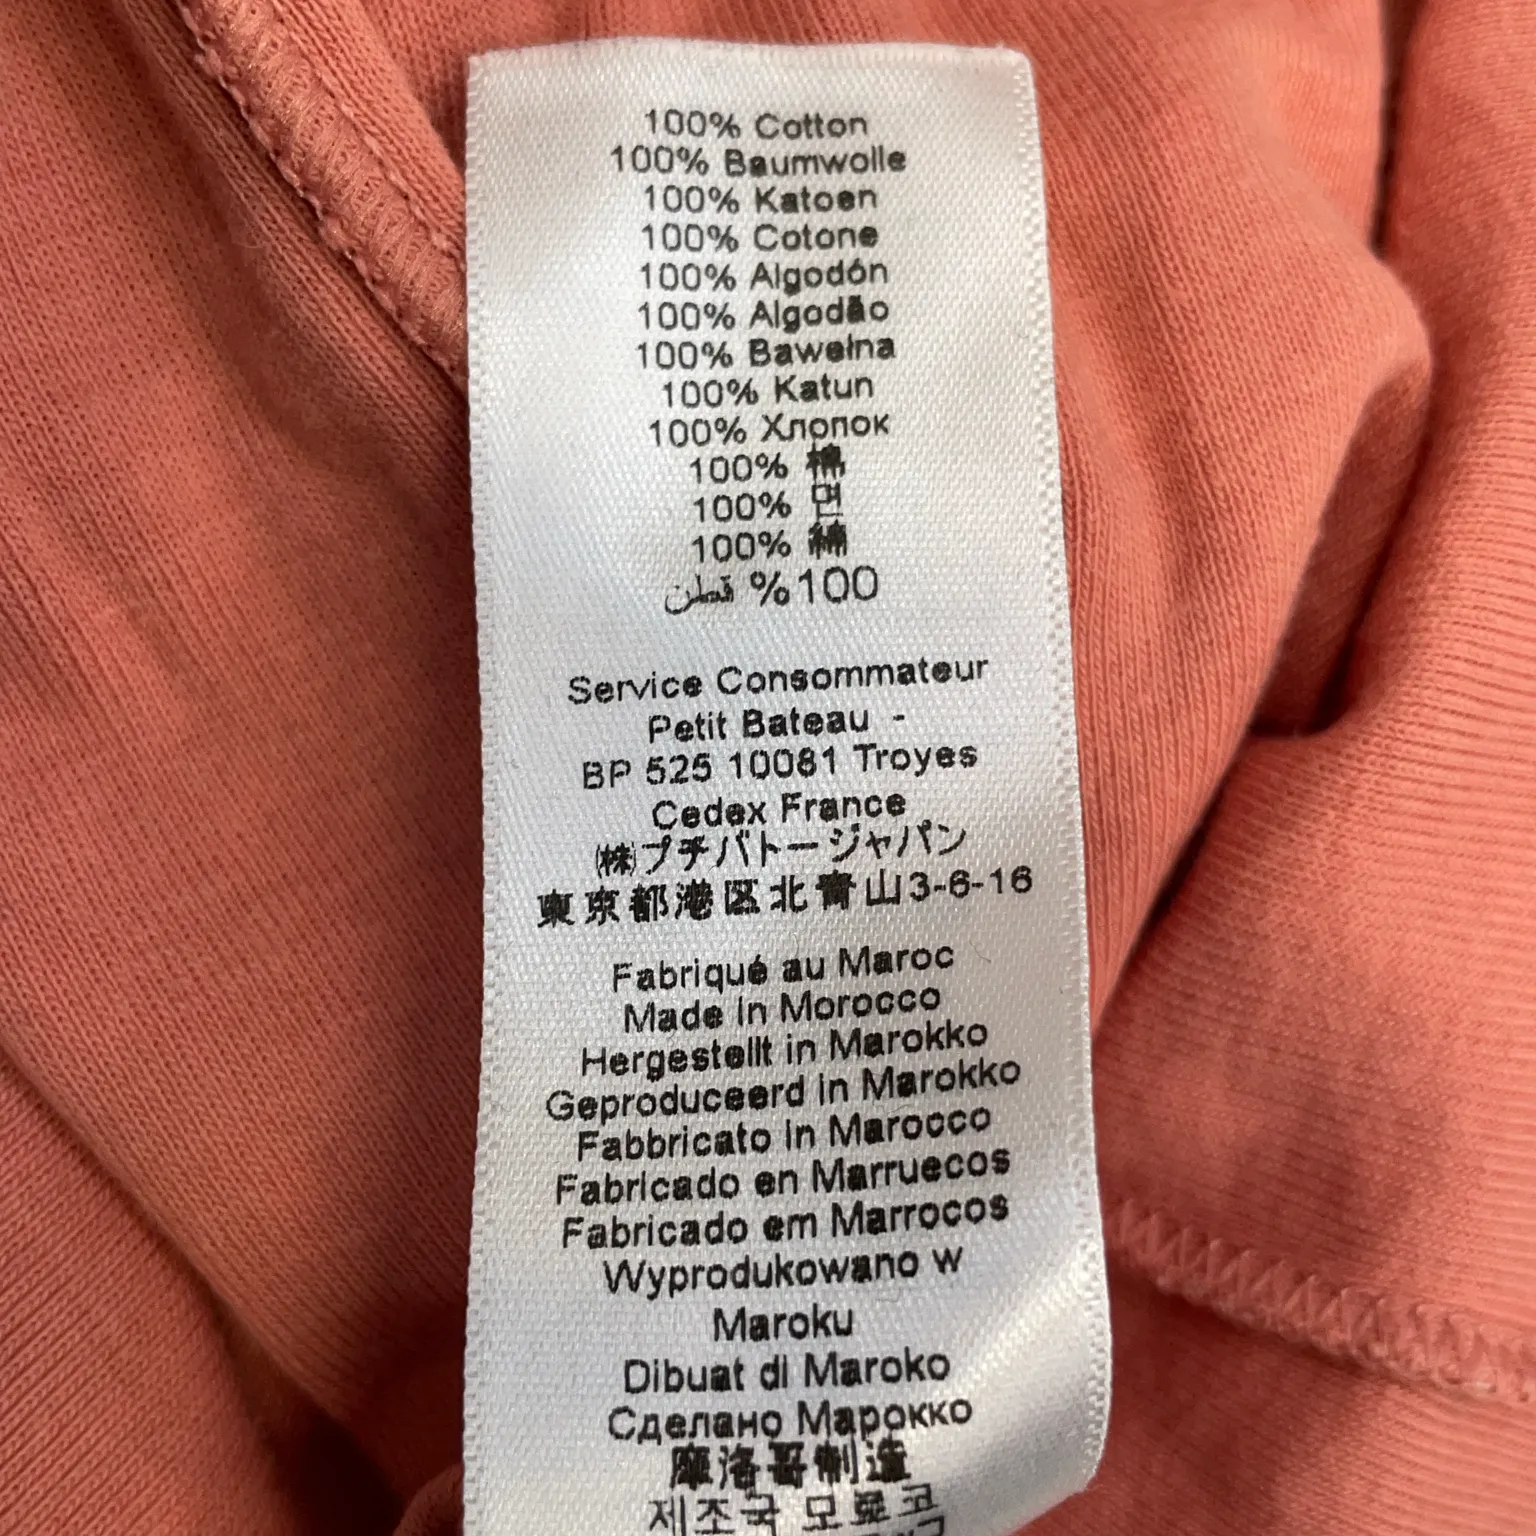 100% Cotton
100% Baumwolle
100% Katoen
100% Cotone
100% Algodón
100% Algodão
100% Bawełna
100% Katun
100% Хлопок
100% 棉
100% 면
100% 綿
100% قطن
Service Consommateur
Petit Bateau -
BP 525 10081 Troyes
Cedex France
㈱プチバトージャパン
東京都港区北青山3-6-16
Fabriqué au Maroc
Made in Morocco
Hergestellt in Marokko
Geproduceerd in Marokko
Fabbricato in Marocco
Fabricado en Marruecos
Fabricado em Marrocos
Wyprodukowano w
Maroku
Dibuat di Maroko
Сделано Марокко
摩洛哥制造
제조국 모로코